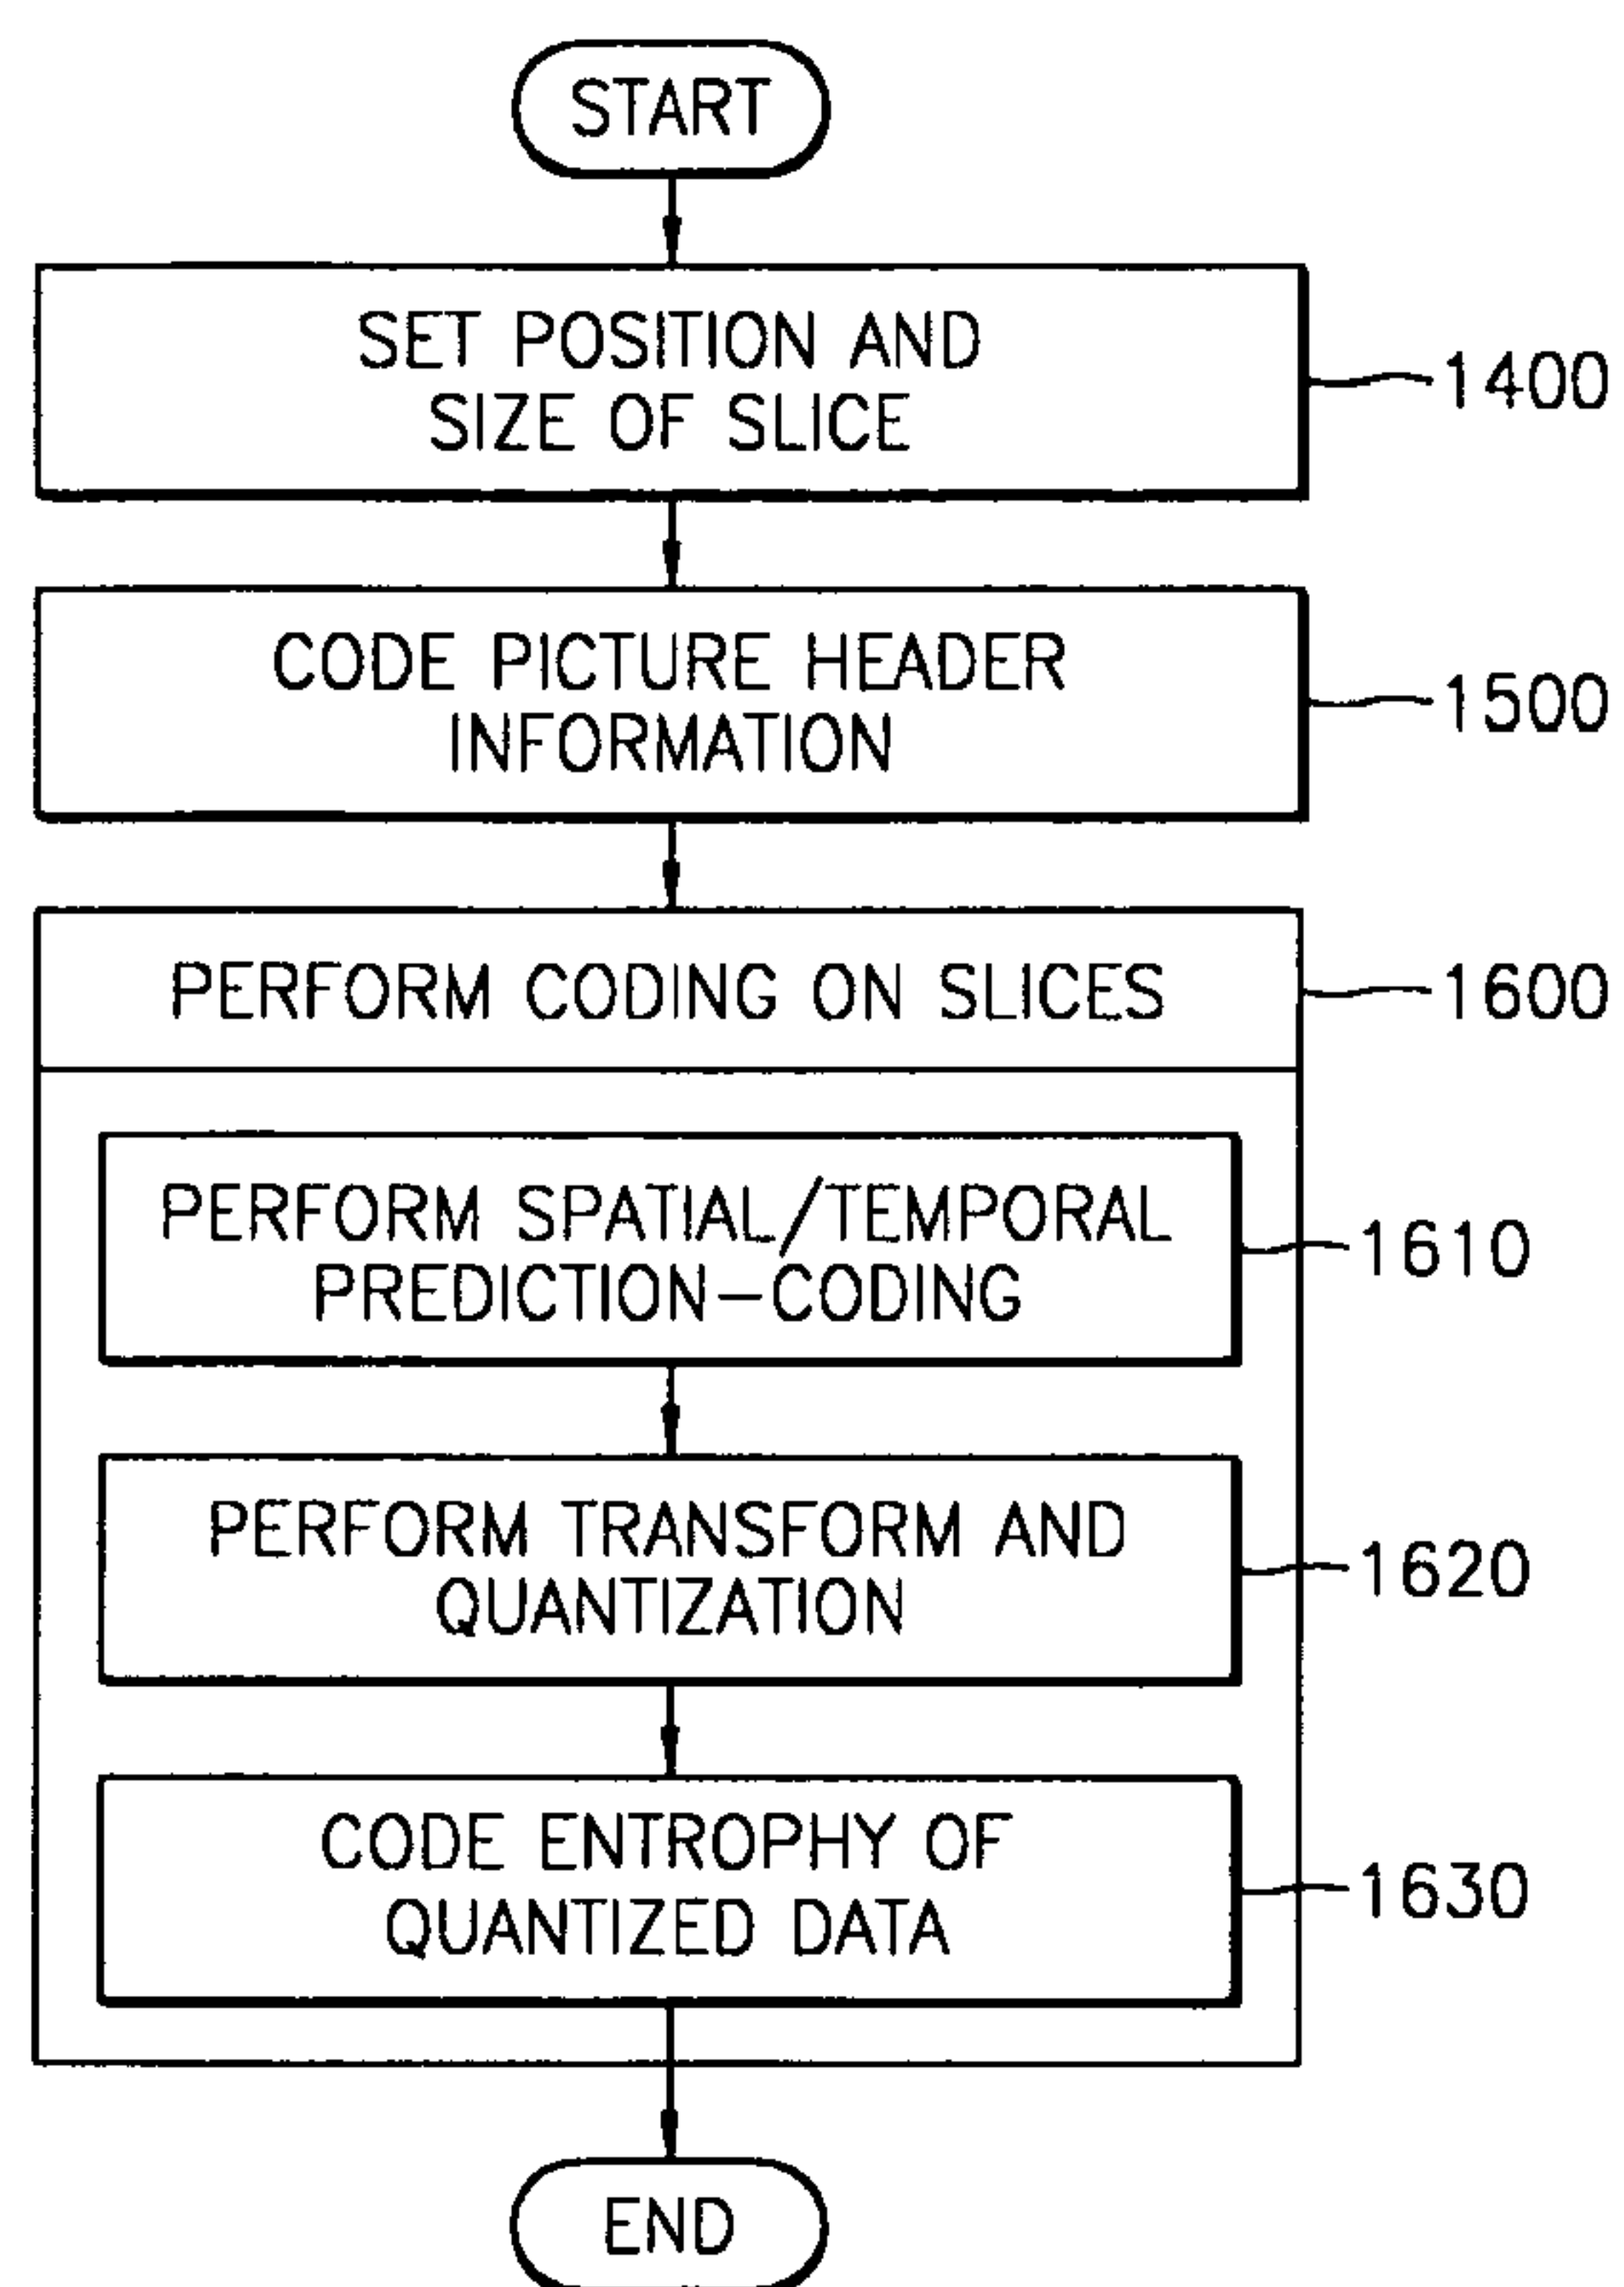 START
SET POSITION AND
SIZE OF SLICE
1400
CODE PICTURE HEADER
INFORMATION
1500
PERFORM CODING ON SLICES
1600
PERFORM SPATIAL/TEMPORAL
PREDICTION-CODING
1610
PERFORM TRANSFORM AND
QUANTIZATION
1620
CODE ENTROPHY OF
QUANTIZED DATA
1630
END